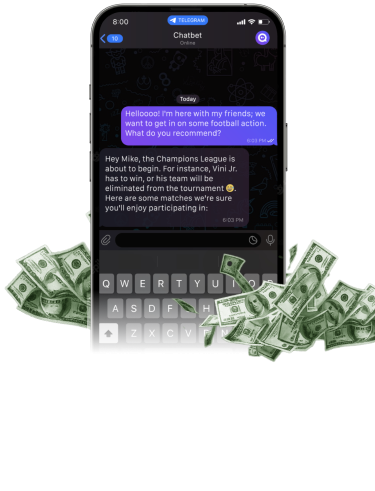 8:00
TELEGRAM
10
Chatbet
Online
Today
Helloooo! I'm here with my friends; we
want to get in on some football action.
What do you recommend?
6:03 PM
Hey Mike, the Champions League is
about to begin. For instance, Vini Jr.
has to win, or his team will be
eliminated from the tournament 😪.
Here are some matches we're sure
you'll enjoy participating in:
6:03 PM
Q W E R T Y U I O
A S D F H
Z X C V